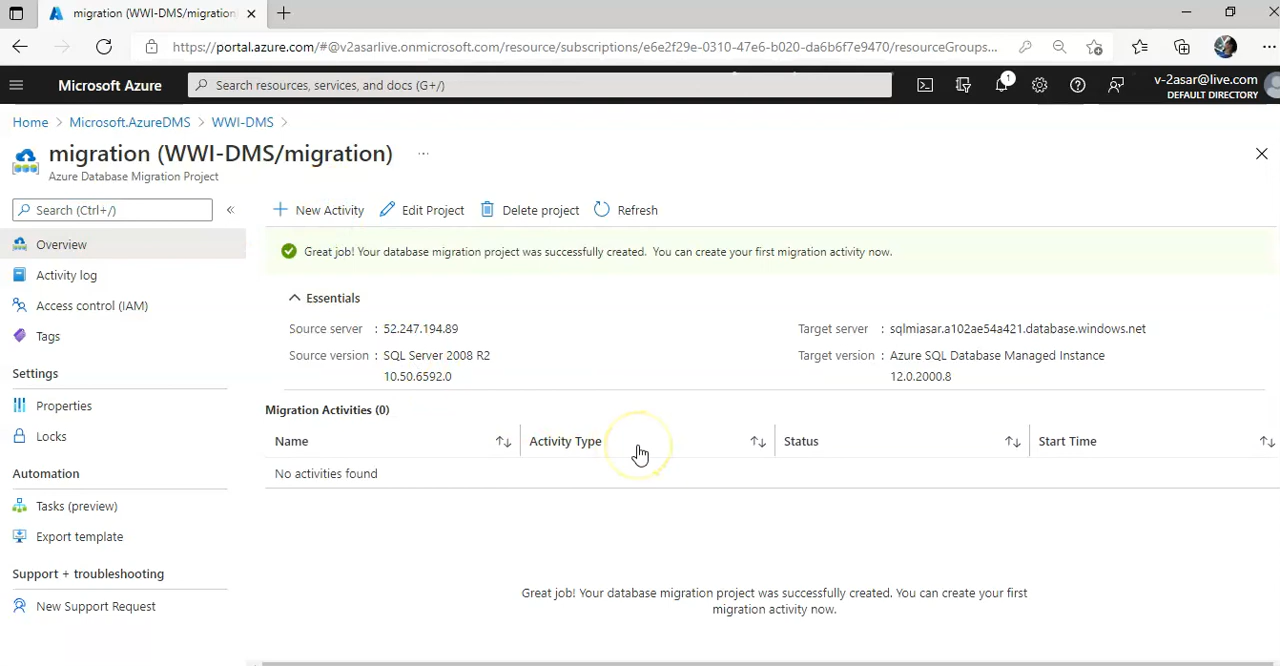 migration (WWI-DMS/migration)
https://portal.azure.com/#@v2asarlive.onmicrosoft.com/resource/subscriptions/e6e2f29e-0310-47e6-b020-da6b6f7e9470/resourceGroups...
Microsoft Azure
Search resources, services, and docs (G+/)
1
v-2asar@live.com
DEFAULT DIRECTORY
Home > Microsoft.AzureDMS > WWI-DMS >
migration (WWI-DMS/migration) ...
Azure Database Migration Project
Search (Ctrl+/)
«
New Activity
Edit Project
Delete project
Refresh
Overview
Great job! Your database migration project was successfully created. You can create your first migration activity now.
Activity log
Essentials
Access control (IAM)
Source server : 52.247.194.89
Target server : sqlmiasar.a102ae54a421.database.windows.net
Tags
Source version : SQL Server 2008 R2
10.50.6592.0
Target version : Azure SQL Database Managed Instance
12.0.2000.8
Settings
Properties
Locks
Migration Activities (0)
Name
Activity Type
Status
Start Time
No activities found
Automation
Tasks (preview)
Export template
Support + troubleshooting
New Support Request
Great job! Your database migration project was successfully created. You can create your first
migration activity now.